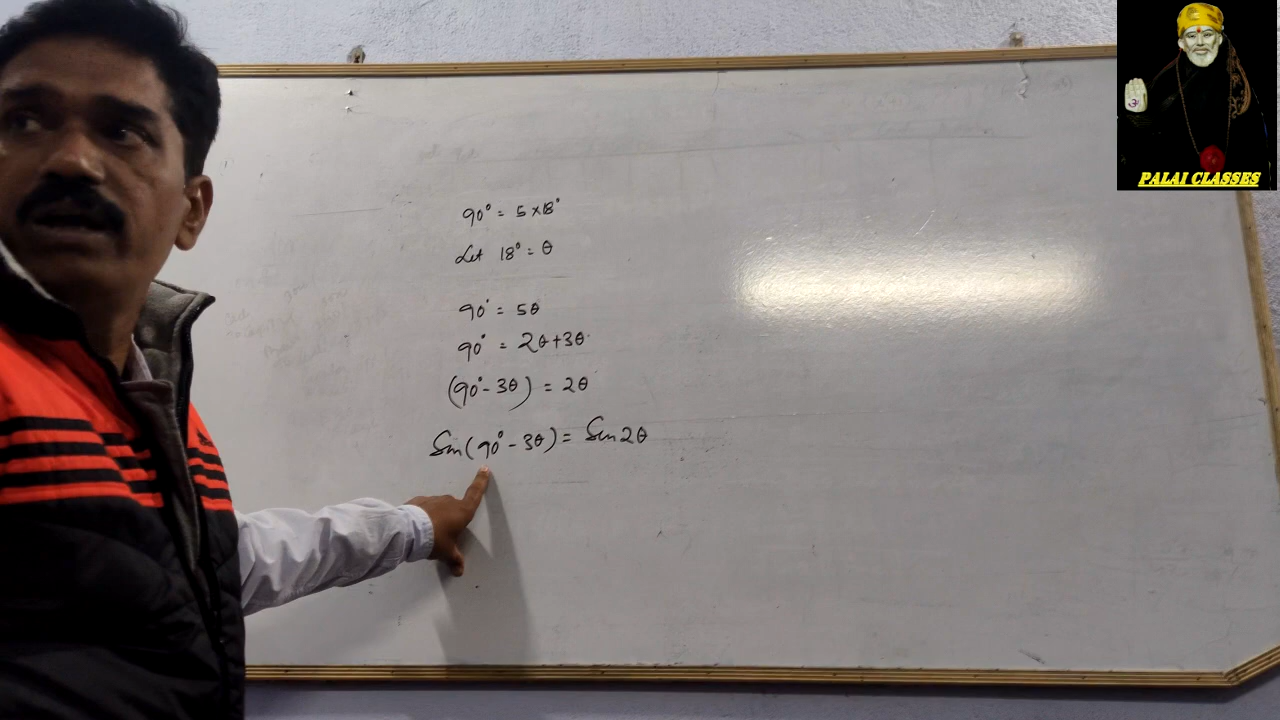 90° = 5 × 18°
Let 18° = θ
90° = 5θ
90° = 2θ + 3θ
(90° - 3θ) = 2θ
Sin(90° - 3θ) = Sin 2θ
PALAI CLASSES